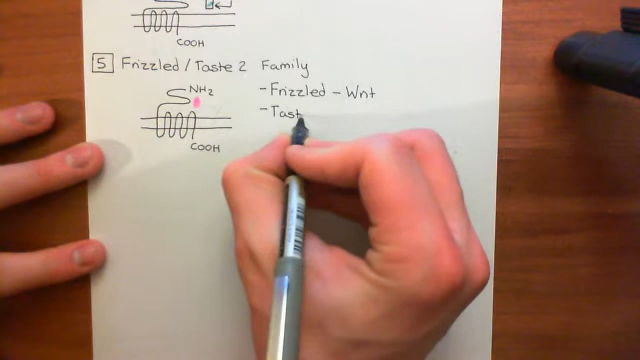 COOH
5 Frizzled / Taste 2 Family
NH2
- Frizzled - Wnt
- Tast
COOH